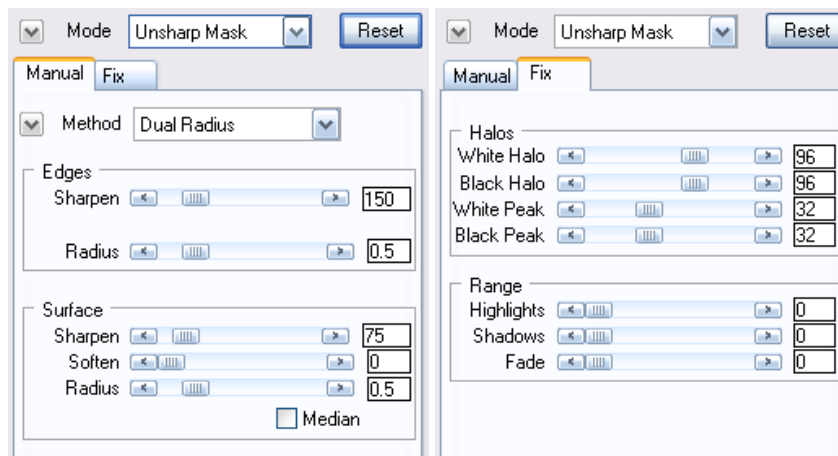 Mode Unsharp Mask Reset
Manual Fix
Method Dual Radius
Edges
Sharpen 150
Radius 0.5
Surface
Sharpen 75
Soften 0
Radius 0.5
Median
Mode Unsharp Mask Reset
Manual Fix
Halos
White Halo 96
Black Halo 96
White Peak 32
Black Peak 32
Range
Highlights 0
Shadows 0
Fade 0